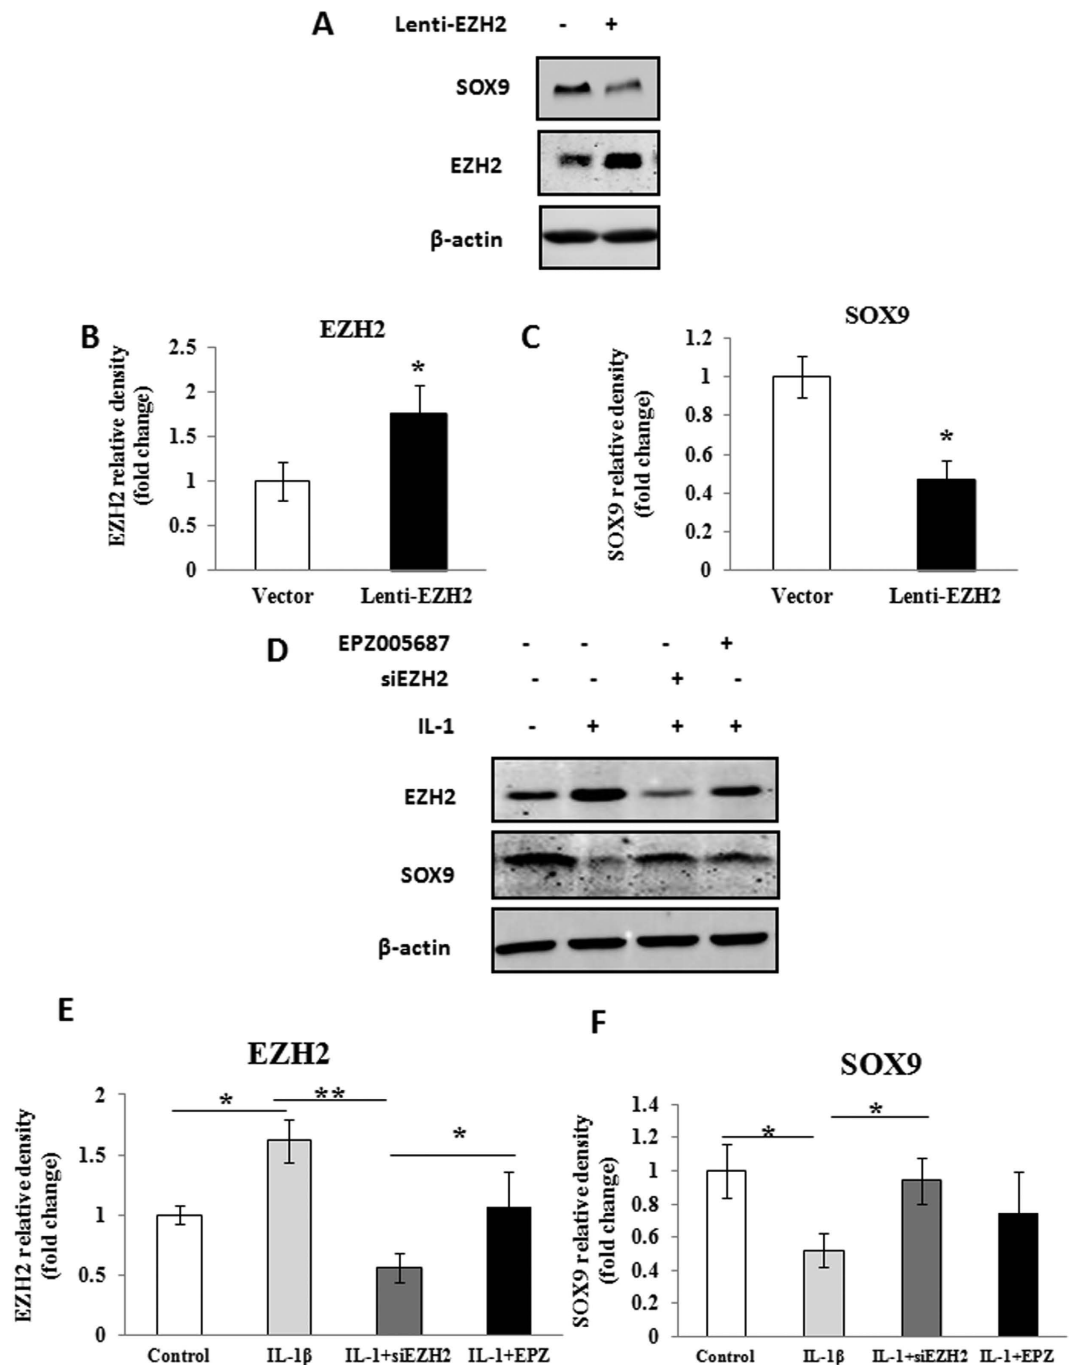 A
Lenti-EZH2 - +
SOX9
EZH2
β-actin
B
EZH2
EZH2 relative density
(fold change)
2.5
2
1.5
1
0.5
0
*
Vector Lenti-EZH2
C
SOX9
SOX9 relative density
(fold change)
1.2
1
0.8
0.6
0.4
0.2
0
*
Vector Lenti-EZH2
D
EPZ005687 - - - +
siEZH2 - - + -
IL-1 - + + +
EZH2
SOX9
β-actin
E
EZH2
EZH2 relative density
(fold change)
2
1.5
1
0.5
0
* ** *
Control IL-1β IL-1+siEZH2 IL-1+EPZ
F
SOX9
SOX9 relative density
(fold change)
1.4
1.2
1
0.8
0.6
0.4
0.2
0
* *
Control IL-1β IL-1+siEZH2 IL-1+EPZ